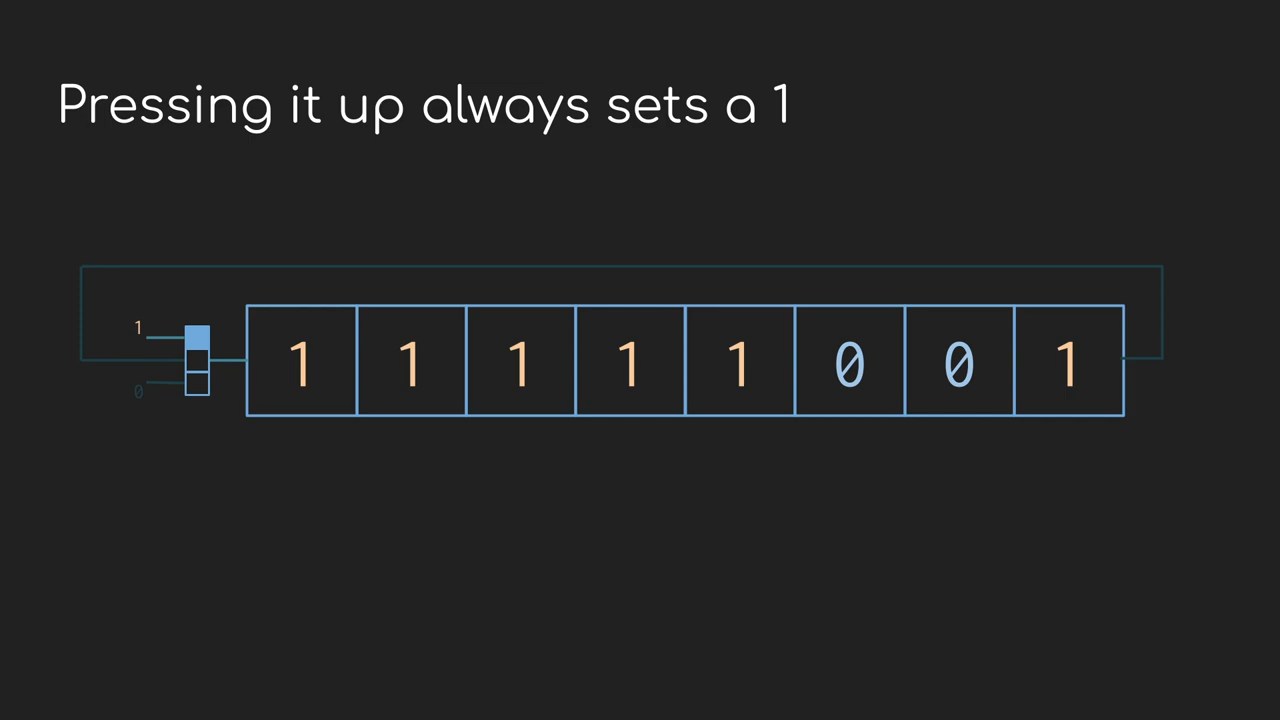 Pressing it up always sets a 1
1
1 1 1 1 1 0 0 1
0